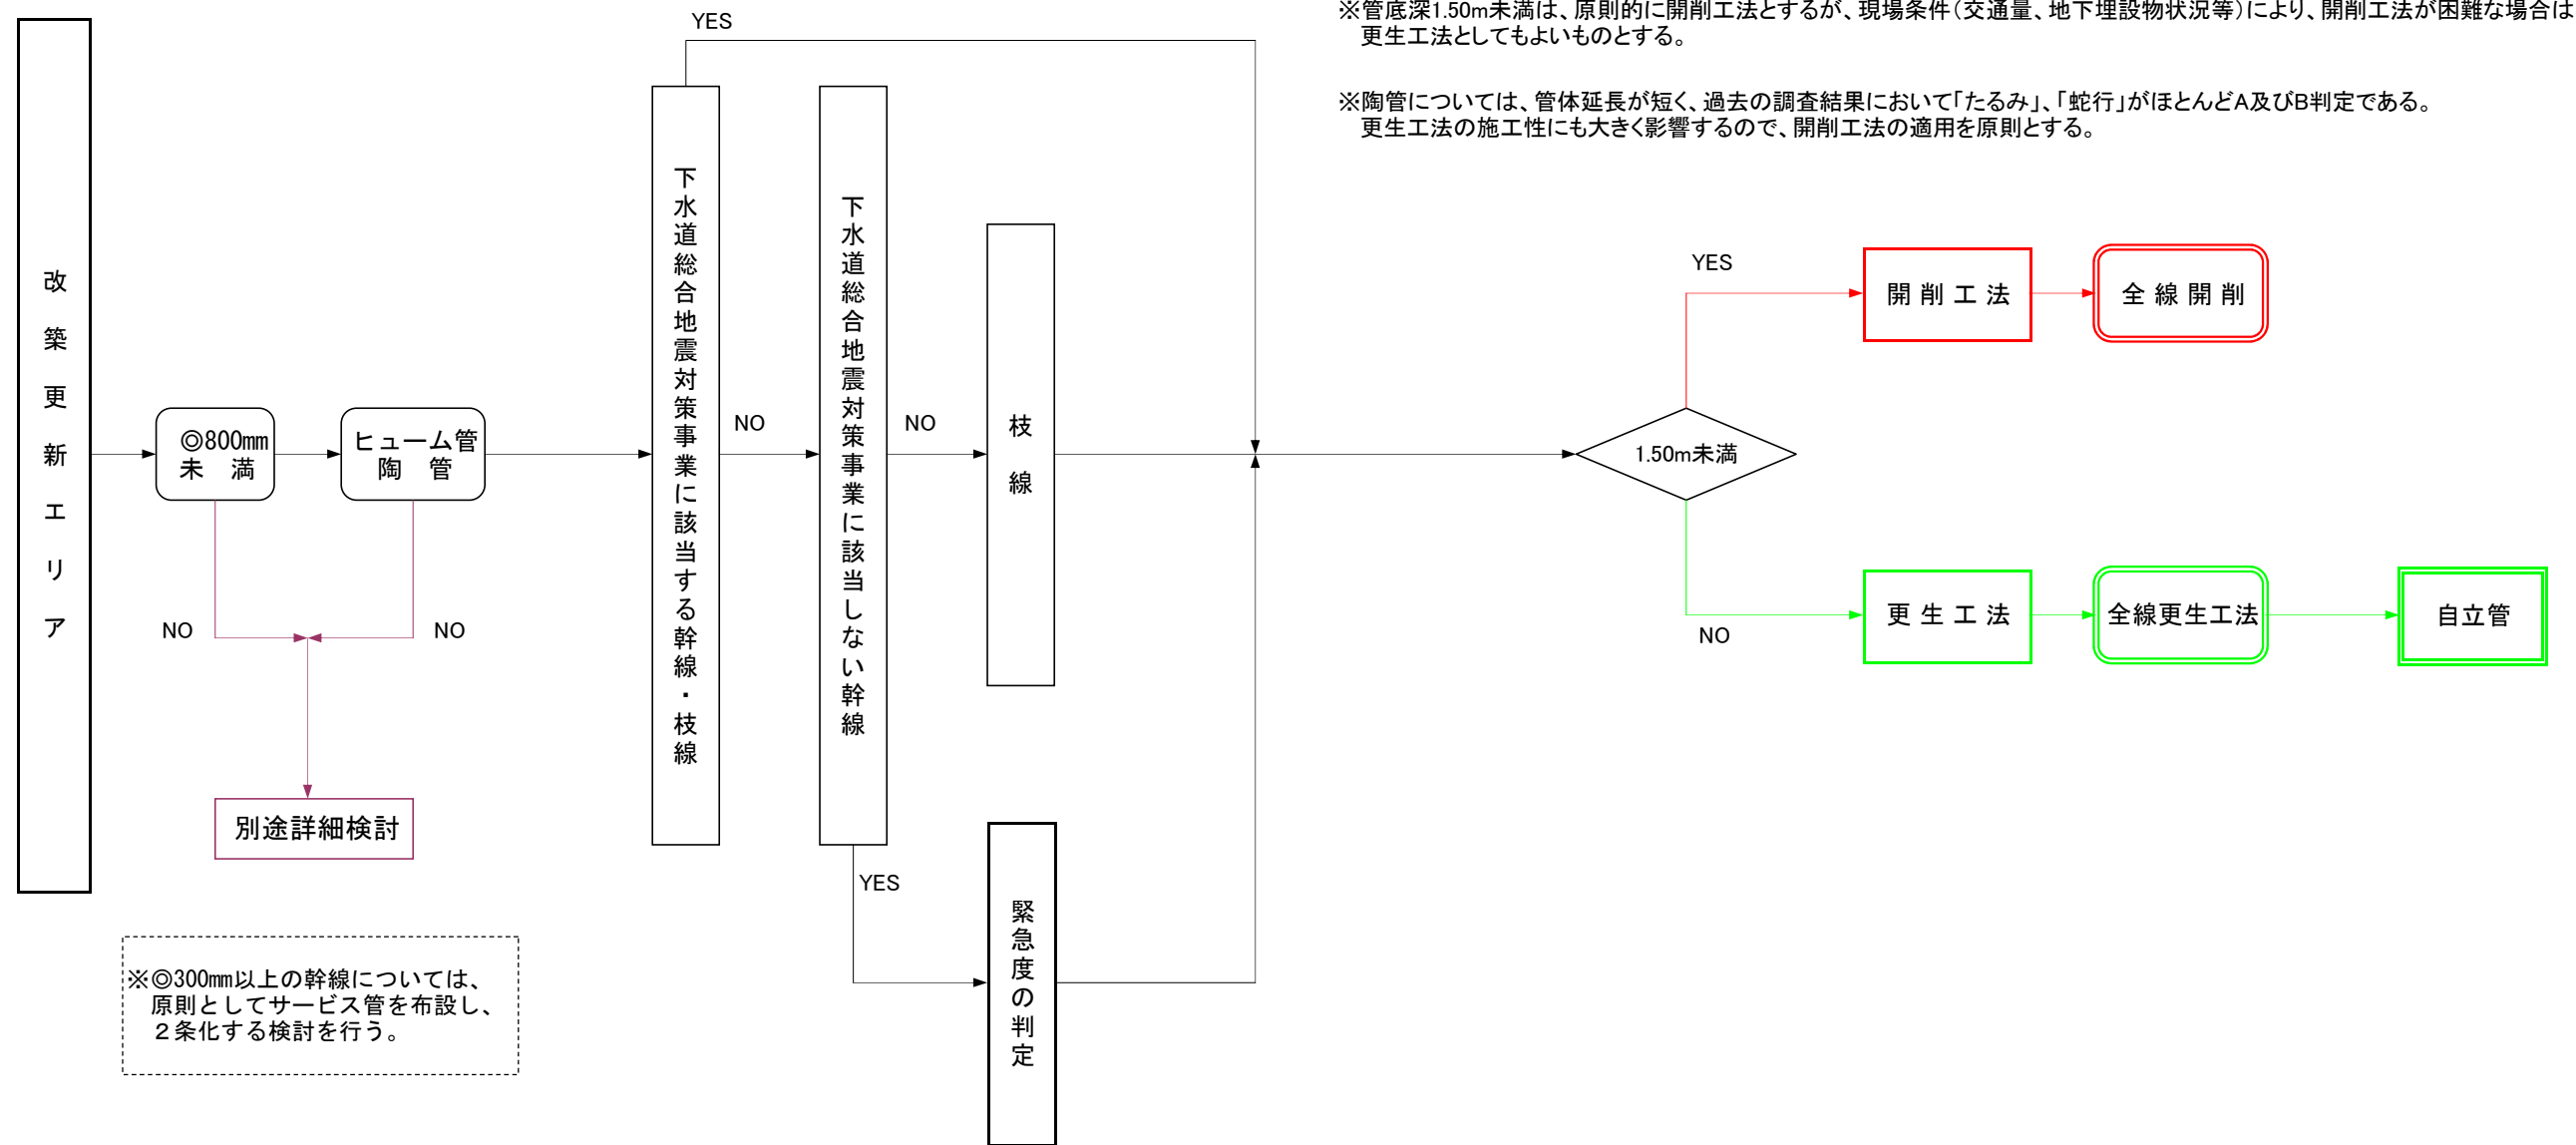 ※管底深1.50m未満は、原則的に開削工法とするが、現場条件（交通量、地下埋設物状況等）により、開削工法が困難な場合は
更生工法としてもよいものとする。
※陶管については、管体延長が短く、過去の調査結果において「たるみ」、「蛇行」がほとんどA及びB判定である。
更生工法の施工性にも大きく影響するので、開削工法の適用を原則とする。
改築更新エリア
◎800mm
未　満
ヒューム管
陶　管
NO
NO
別途詳細検討
※◎300mm以上の幹線については、
原則としてサービス管を布設し、
２条化する検討を行う。
YES
下水道総合地震対策事業に該当する幹線・枝線
NO
下水道総合地震対策事業に該当しない幹線
NO
YES
枝線
緊急度の判定
1.50m未満
YES
開削工法
全線開削
NO
更生工法
全線更生工法
自立管